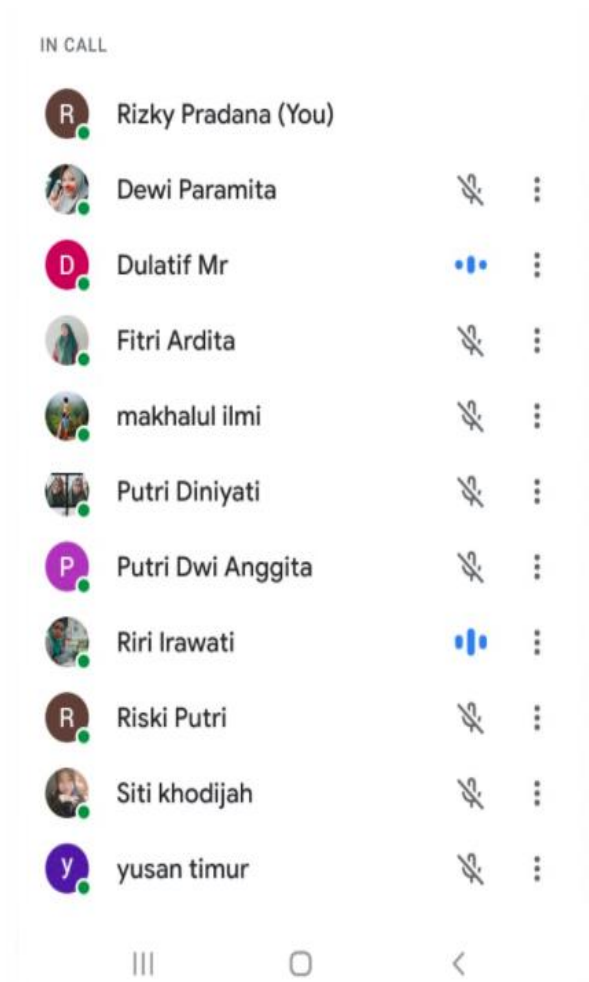 IN CALL
R Rizky Pradana (You)
Dewi Paramita
D Dulatif Mr
Fitri Ardita
makhalul ilmi
Putri Diniyati
P Putri Dwi Anggita
Riri Irawati
R Riski Putri
Siti khodijah
y yusan timur